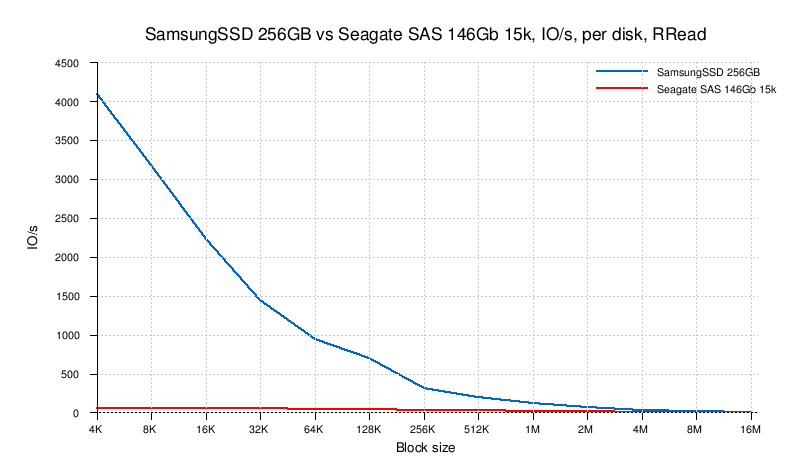 SamsungSSD 256GB vs Seagate SAS 146Gb 15k, IO/s, per disk, RRead
SamsungSSD 256GB
Seagate SAS 146Gb 15k
IO/s
4500
4000
3500
3000
2500
2000
1500
1000
500
0
4K 8K 16K 32K 64K 128K 256K 512K 1M 2M 4M 8M 16M
Block size